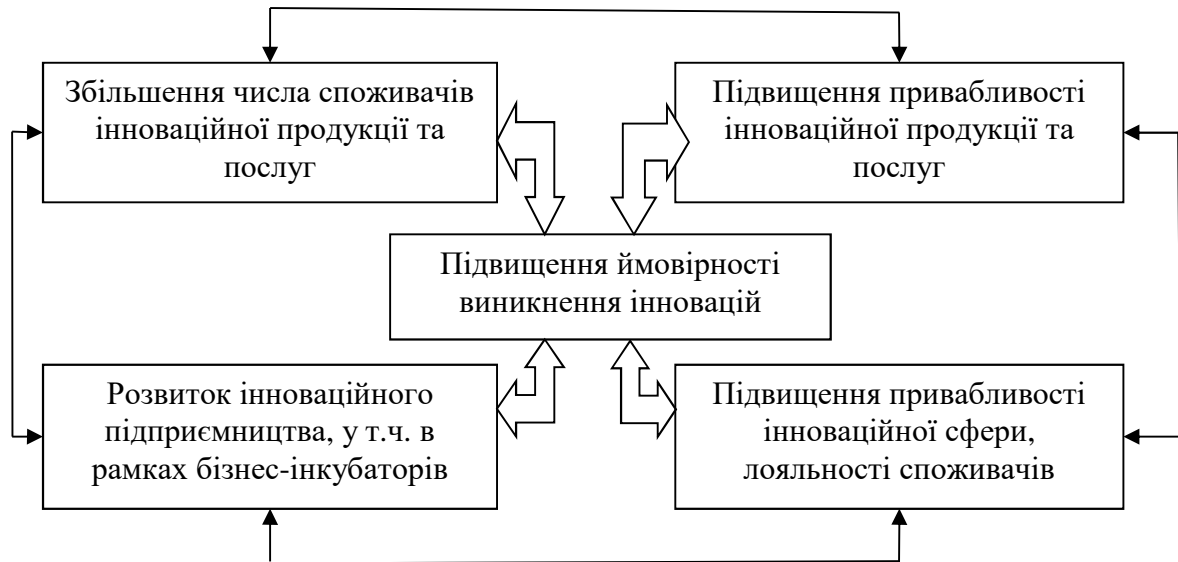 Збільшення числа споживачів
інноваційної продукції та
послуг
Підвищення привабливості
інноваційної продукції та
послуг
Підвищення ймовірності
виникнення інновацій
Розвиток інноваційного
підприємництва, у т.ч. в
рамках бізнес-інкубаторів
Підвищення привабливості
інноваційної сфери,
лояльності споживачів